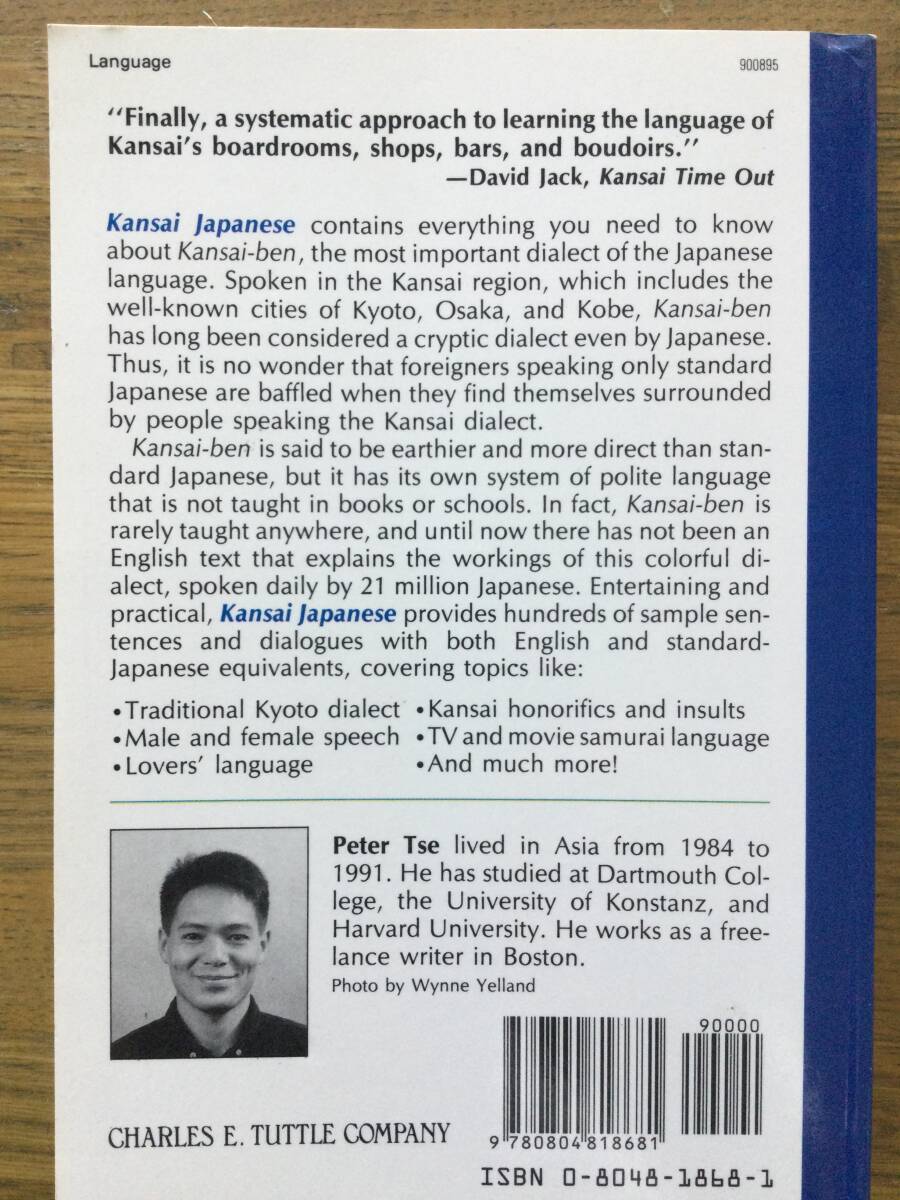 Language
900895
“Finally, a systematic approach to learning the language of
Kansai’s boardrooms, shops, bars, and boudoirs.”
—David Jack, Kansai Time Out
Kansai Japanese contains everything you need to know
about Kansai-ben, the most important dialect of the Japanese
language. Spoken in the Kansai region, which includes the
well-known cities of Kyoto, Osaka, and Kobe, Kansai-ben
has long been considered a cryptic dialect even by Japanese.
Thus, it is no wonder that foreigners speaking only standard
Japanese are baffled when they find themselves surrounded
by people speaking the Kansai dialect.
Kansai-ben is said to be earthier and more direct than stan-
dard Japanese, but it has its own system of polite language
that is not taught in books or schools. In fact, Kansai-ben is
rarely taught anywhere, and until now there has not been an
English text that explains the workings of this colorful di-
alect, spoken daily by 21 million Japanese. Entertaining and
practical, Kansai Japanese provides hundreds of sample sen-
tences and dialogues with both English and standard-
Japanese equivalents, covering topics like:
•Traditional Kyoto dialect •Kansai honorifics and insults
•Male and female speech •TV and movie samurai language
•Lovers’ language •And much more!
Peter Tse lived in Asia from 1984 to
1991. He has studied at Dartmouth Col-
lege, the University of Konstanz, and
Harvard University. He works as a free-
lance writer in Boston.
Photo by Wynne Yelland
90000
CHARLES E. TUTTLE COMPANY
9 780804 818681
ISBN 0-8048-1868-1